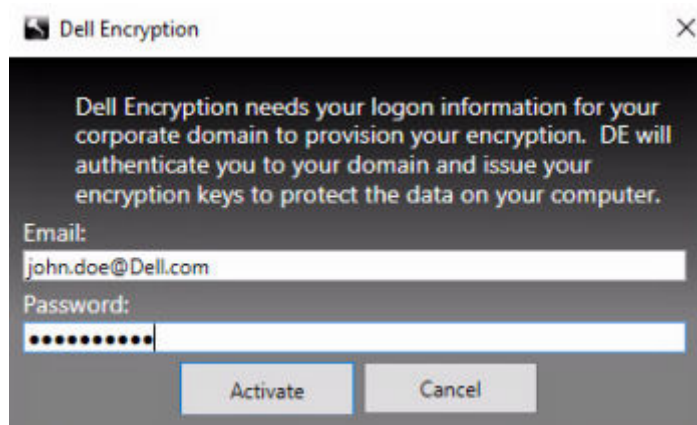 Dell Encryption
Dell Encryption needs your logon information for your
corporate domain to provision your encryption.  DE will
authenticate you to your domain and issue your
encryption keys to protect the data on your computer.
Email:
john.doe@Dell.com
Password:
••••••••••
Activate Cancel